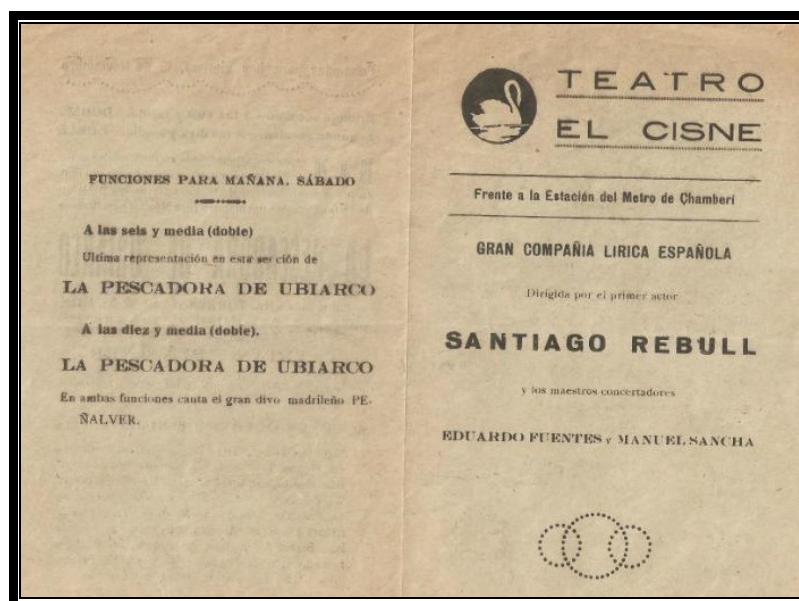 FUNCIONES PARA MAÑANA, SÁBADO
A las seis y media (doble)
Ultima representación en esta sección de
LA PESCADORA DE UBIARCO
A las diez y media (doble).
LA PESCADORA DE UBIARCO
En ambas funciones canta el gran divo madrileño PE-
ÑALVER.
TEATRO
EL CISNE
Frente a la Estación del Metro de Chamberí
GRAN COMPAÑIA LIRICA ESPAÑOLA
Dirigida por el primer actor
SANTIAGO REBULL
y los maestros concertadores
EDUARDO FUENTES y MANUEL SANCHA